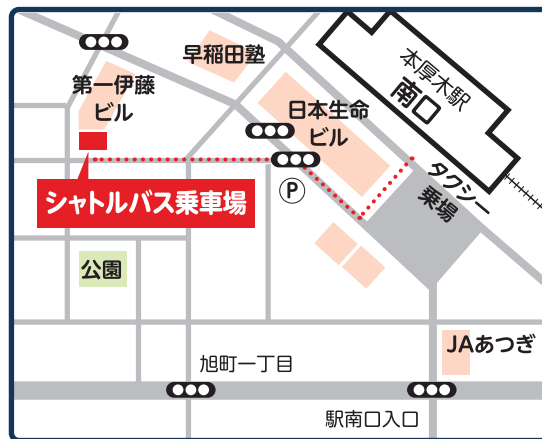 早稲田塾
本厚木駅
南口
第一伊藤
ビル
日本生命
ビル
P
タクシー
乗場
シャトルバス乗車場
公園
JAあつぎ
旭町一丁目
駅南口入口